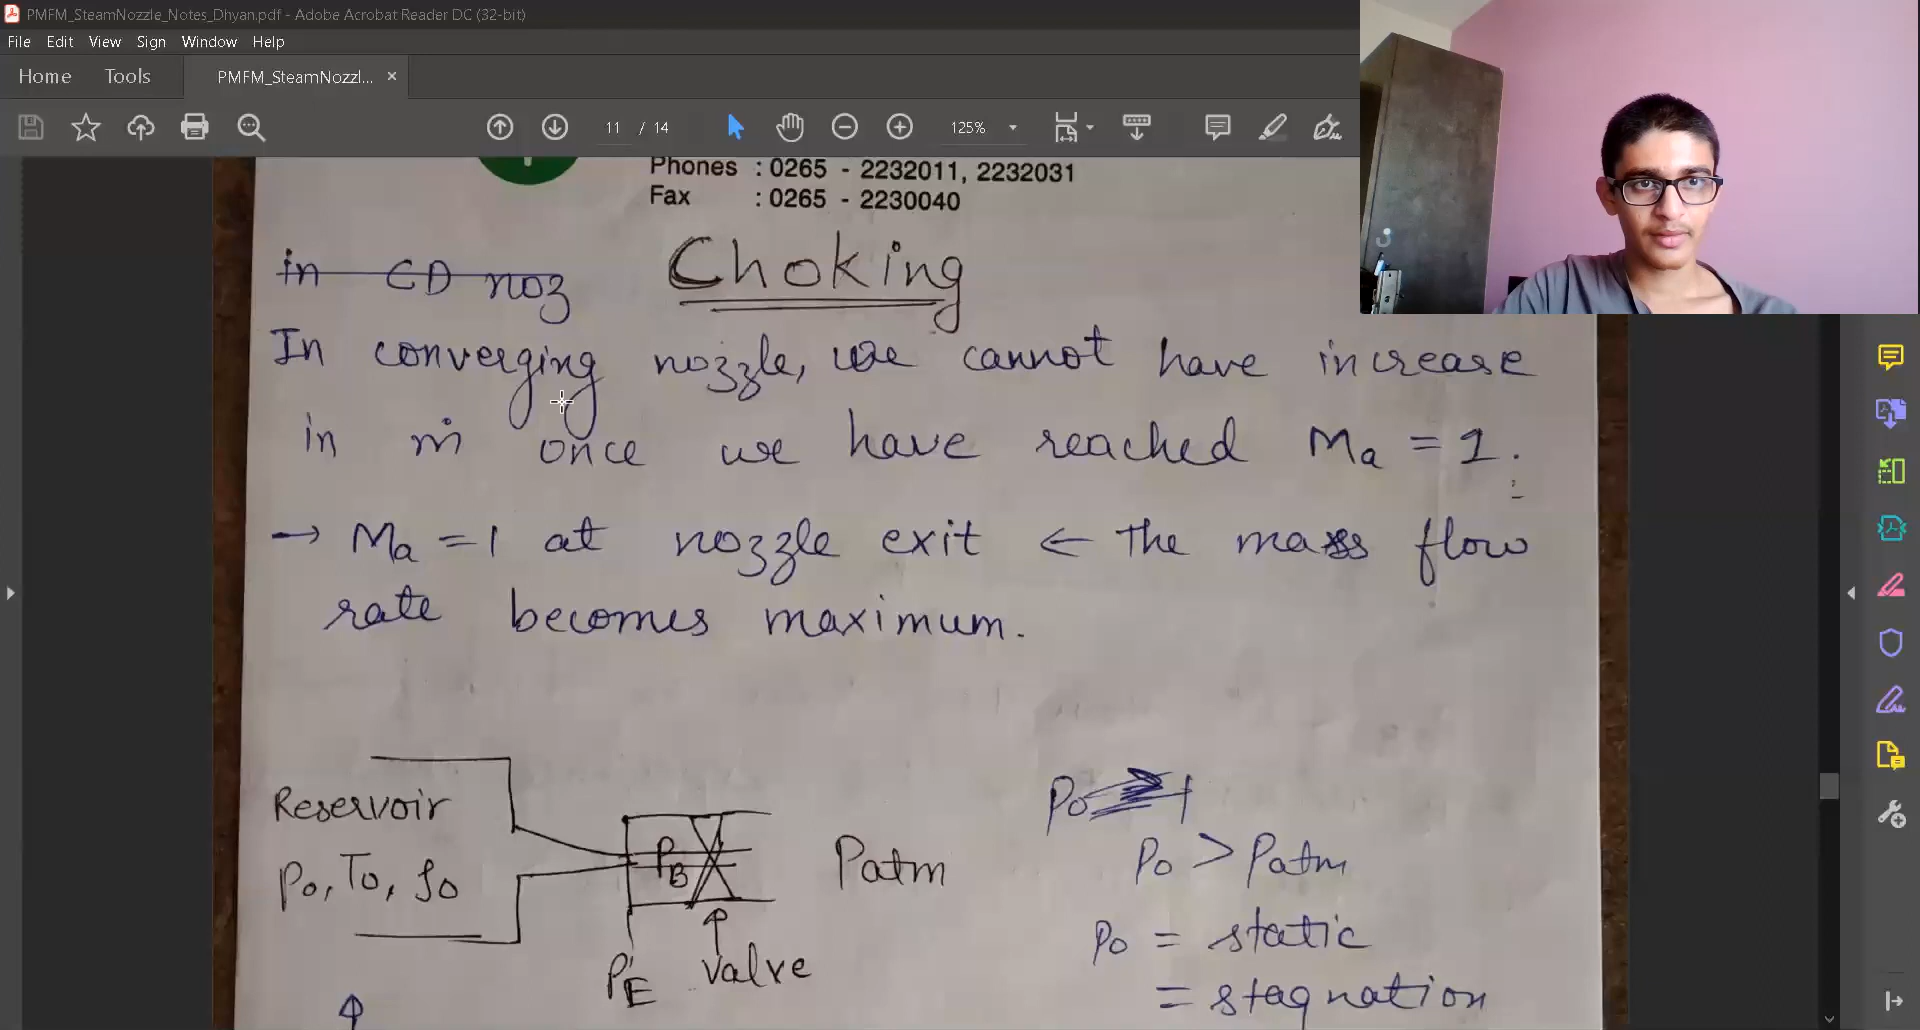 PMFM_SteamNozzle_Notes_Dhyan.pdf - Adobe Acrobat Reader DC (32-bit)
File Edit View Sign Window Help
Home Tools PMFM_SteamNozzl... ×
11 / 14 125%
Phones : 0265 - 2232011, 2232031
Fax : 0265 - 2230040
in CD noz
Choking
In converging nozzle, we cannot have increase
in ṁ once we have reached Ma = 1.
→ Ma = 1 at nozzle exit ← The mass flow
rate becomes maximum.
Reservoir
Po, To, ρo
PB
Patm
PE
valve
Po
Po > Patm
Po = static
= stagnation